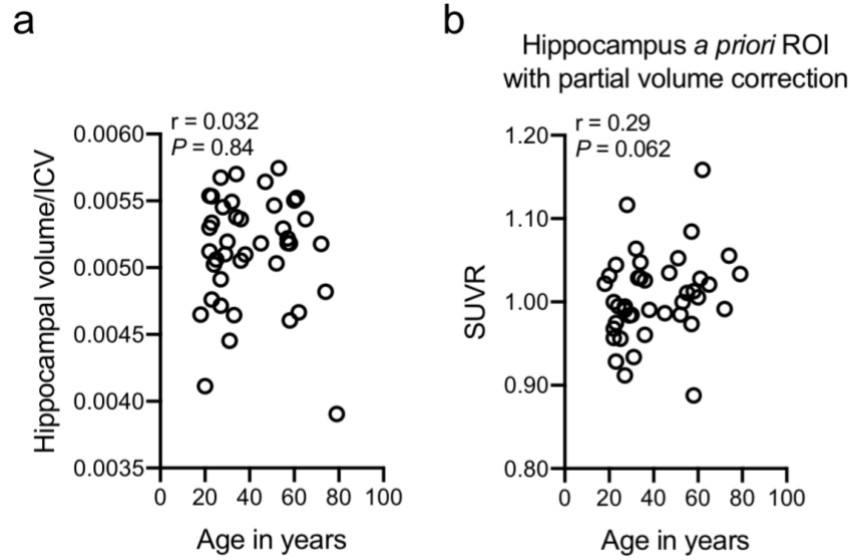 a
r = 0.032
P = 0.84
Hippocampal volume/ICV
0.0060
0.0055
0.0050
0.0045
0.0040
0.0035
0 20 40 60 80 100
Age in years
b
Hippocampus a priori ROI
with partial volume correction
r = 0.29
P = 0.062
SUVR
1.20
1.10
1.00
0.90
0.80
0 20 40 60 80 100
Age in years